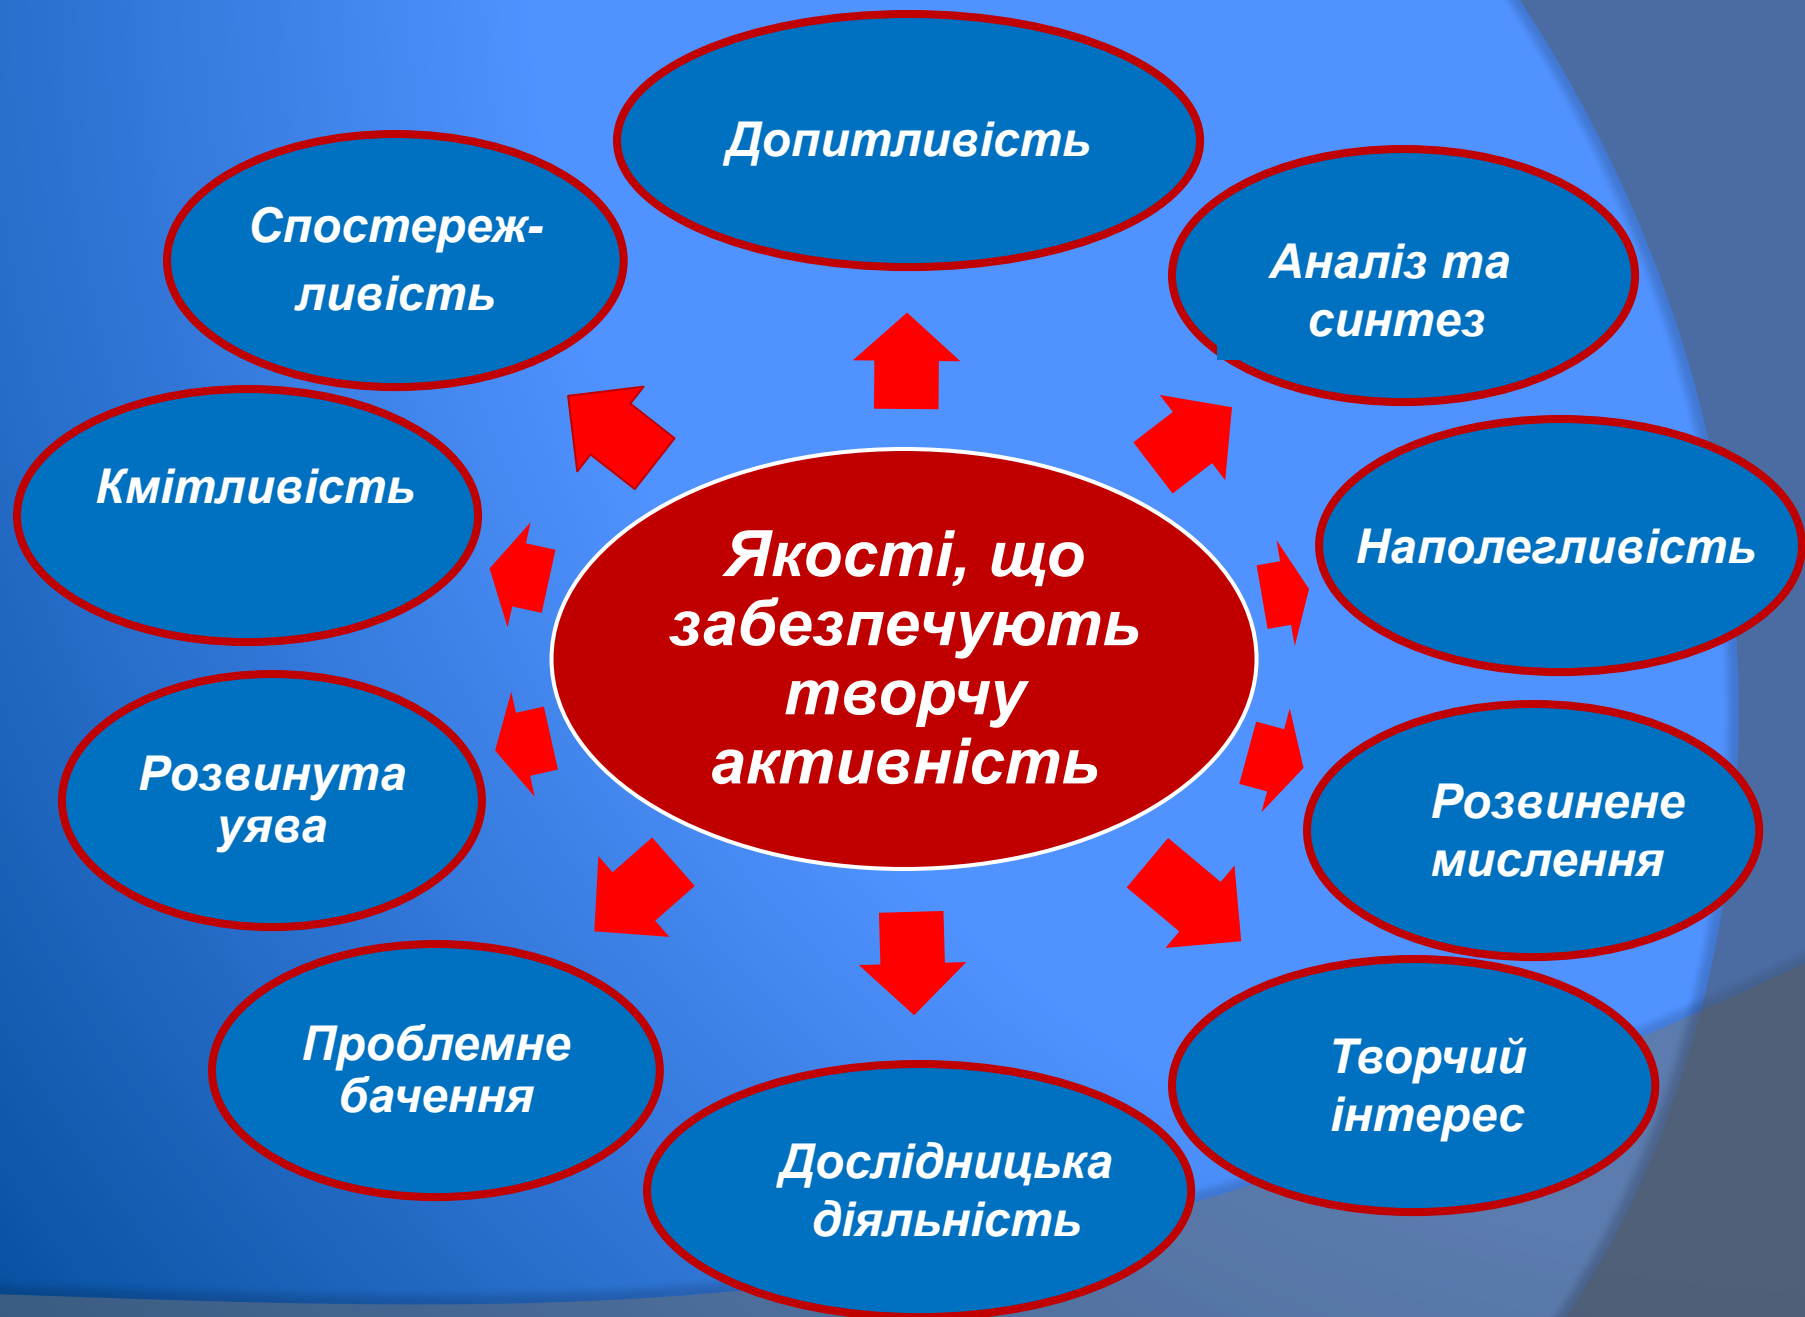 Допитливість
Спостереж-
ливість
Аналіз та
синтез
Кмітливість
Наполегливість
Якості, що
забезпечують
творчу
активність
Розвинута
уява
Розвинене
мислення
Проблемне
бачення
Творчий
інтерес
Дослідницька
діяльність